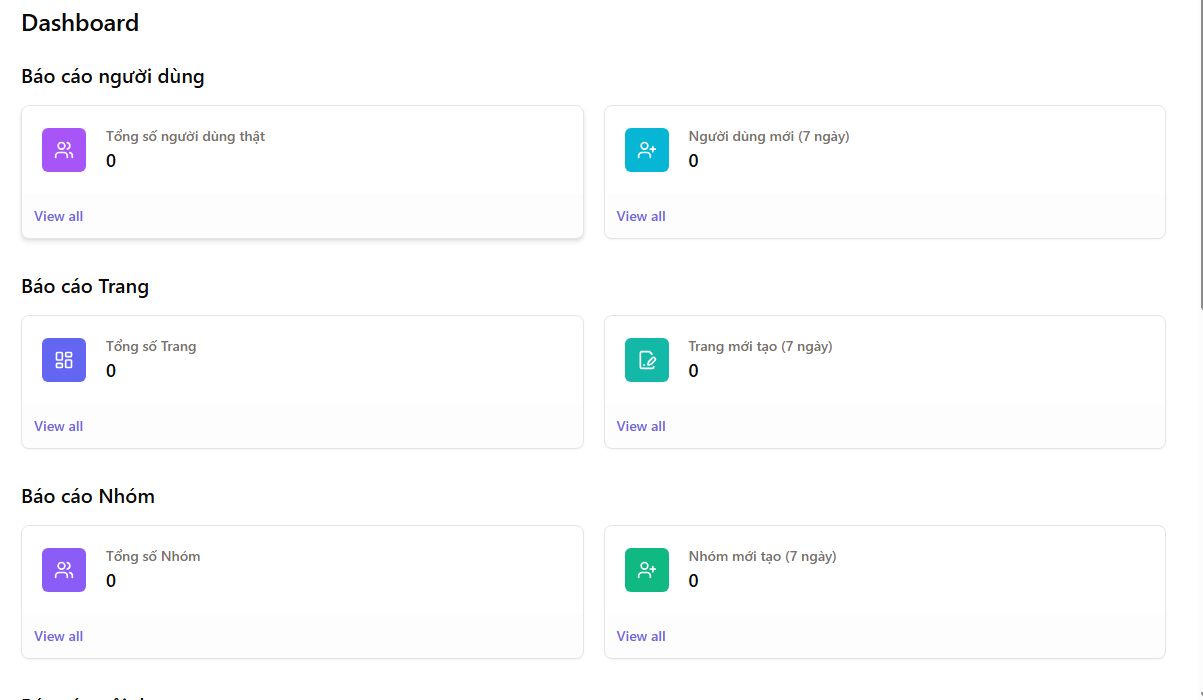 Dashboard
Báo cáo người dùng
Tổng số người dùng thật
0
View all
Người dùng mới (7 ngày)
0
View all
Báo cáo Trang
Tổng số Trang
0
View all
Trang mới tạo (7 ngày)
0
View all
Báo cáo Nhóm
Tổng số Nhóm
0
View all
Nhóm mới tạo (7 ngày)
0
View all